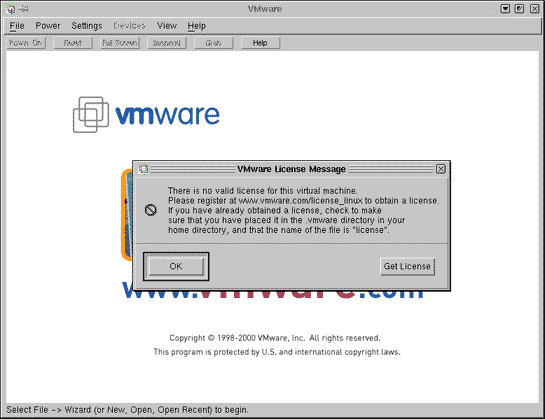 VMware
File Power Settings Devices View Help
Power On Reset Full Screen Suspend Grab Help
vmware
VMware License Message
There is no valid license for this virtual machine.
Please register at www.vmware.com/license_linux to obtain a license.
If you have already obtained a license, check to make
sure that you have placed it in the .vmware directory in your
home directory, and that the name of the file is "license".
OK Get License
www.vmware.com
Copyright © 1998-2000 VMware, Inc. All rights reserved.
This program is protected by U.S. and international copyright laws.
Select File -> Wizard (or New, Open, Open Recent) to begin.